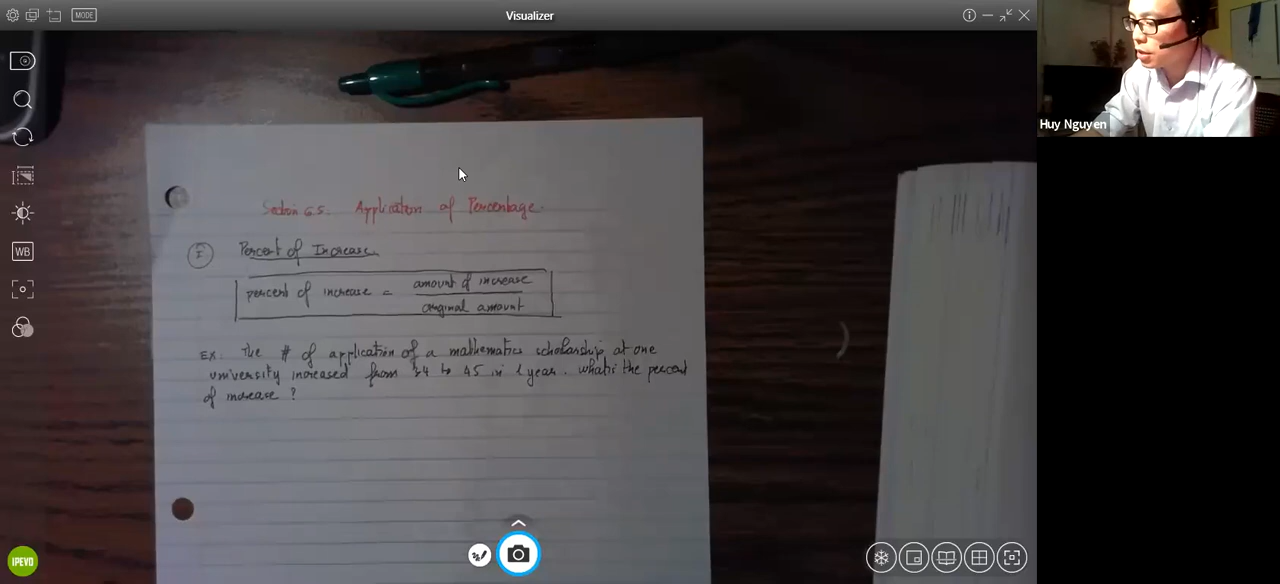 MODE
Visualizer
Huy Nguyen
WB
Section 6.5. Application of Percentage
I Percent of Increase
percent of increase = amount of increase
original amount
Ex. The # of application of a mathematics scholarship at one
university increased from 34 to 45 in 1 year. What's the percent
of increase ?
IPEVO